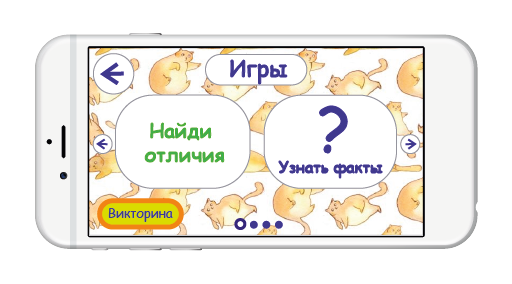 Игры
Найди
отличия
?
Узнать факты
Викторина